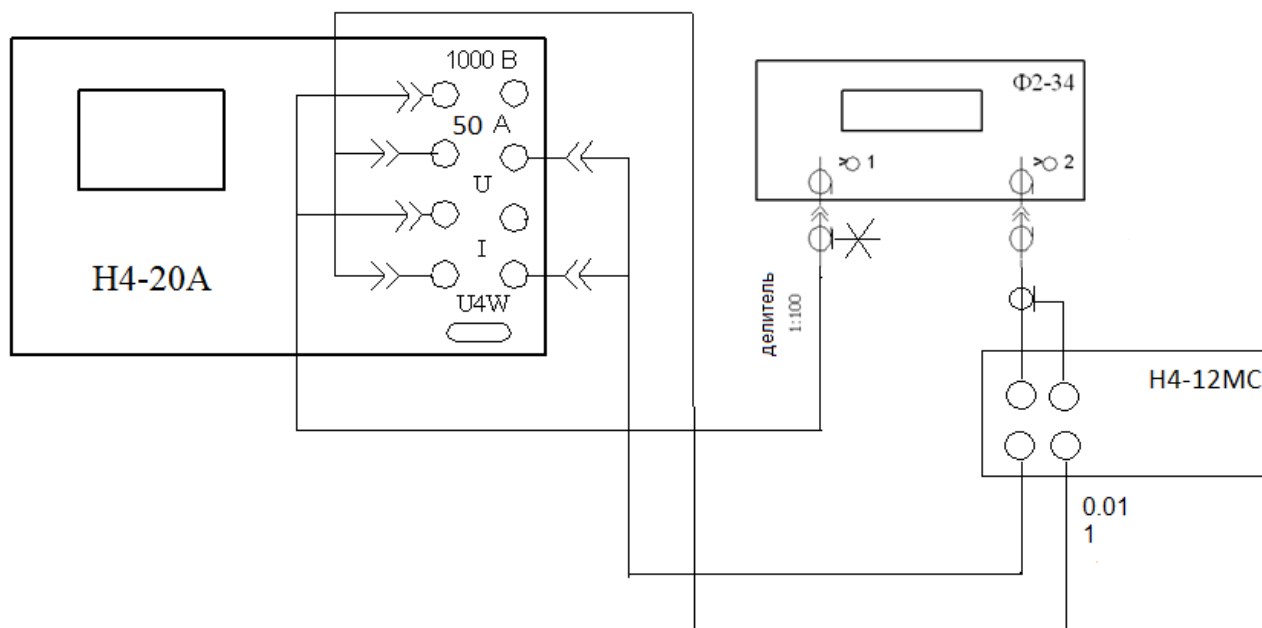 1000 В
50 А
U
I
U4W
Н4-20А
Ф2-34
1
2
делитель
1:100
Н4-12МС
0.01
1